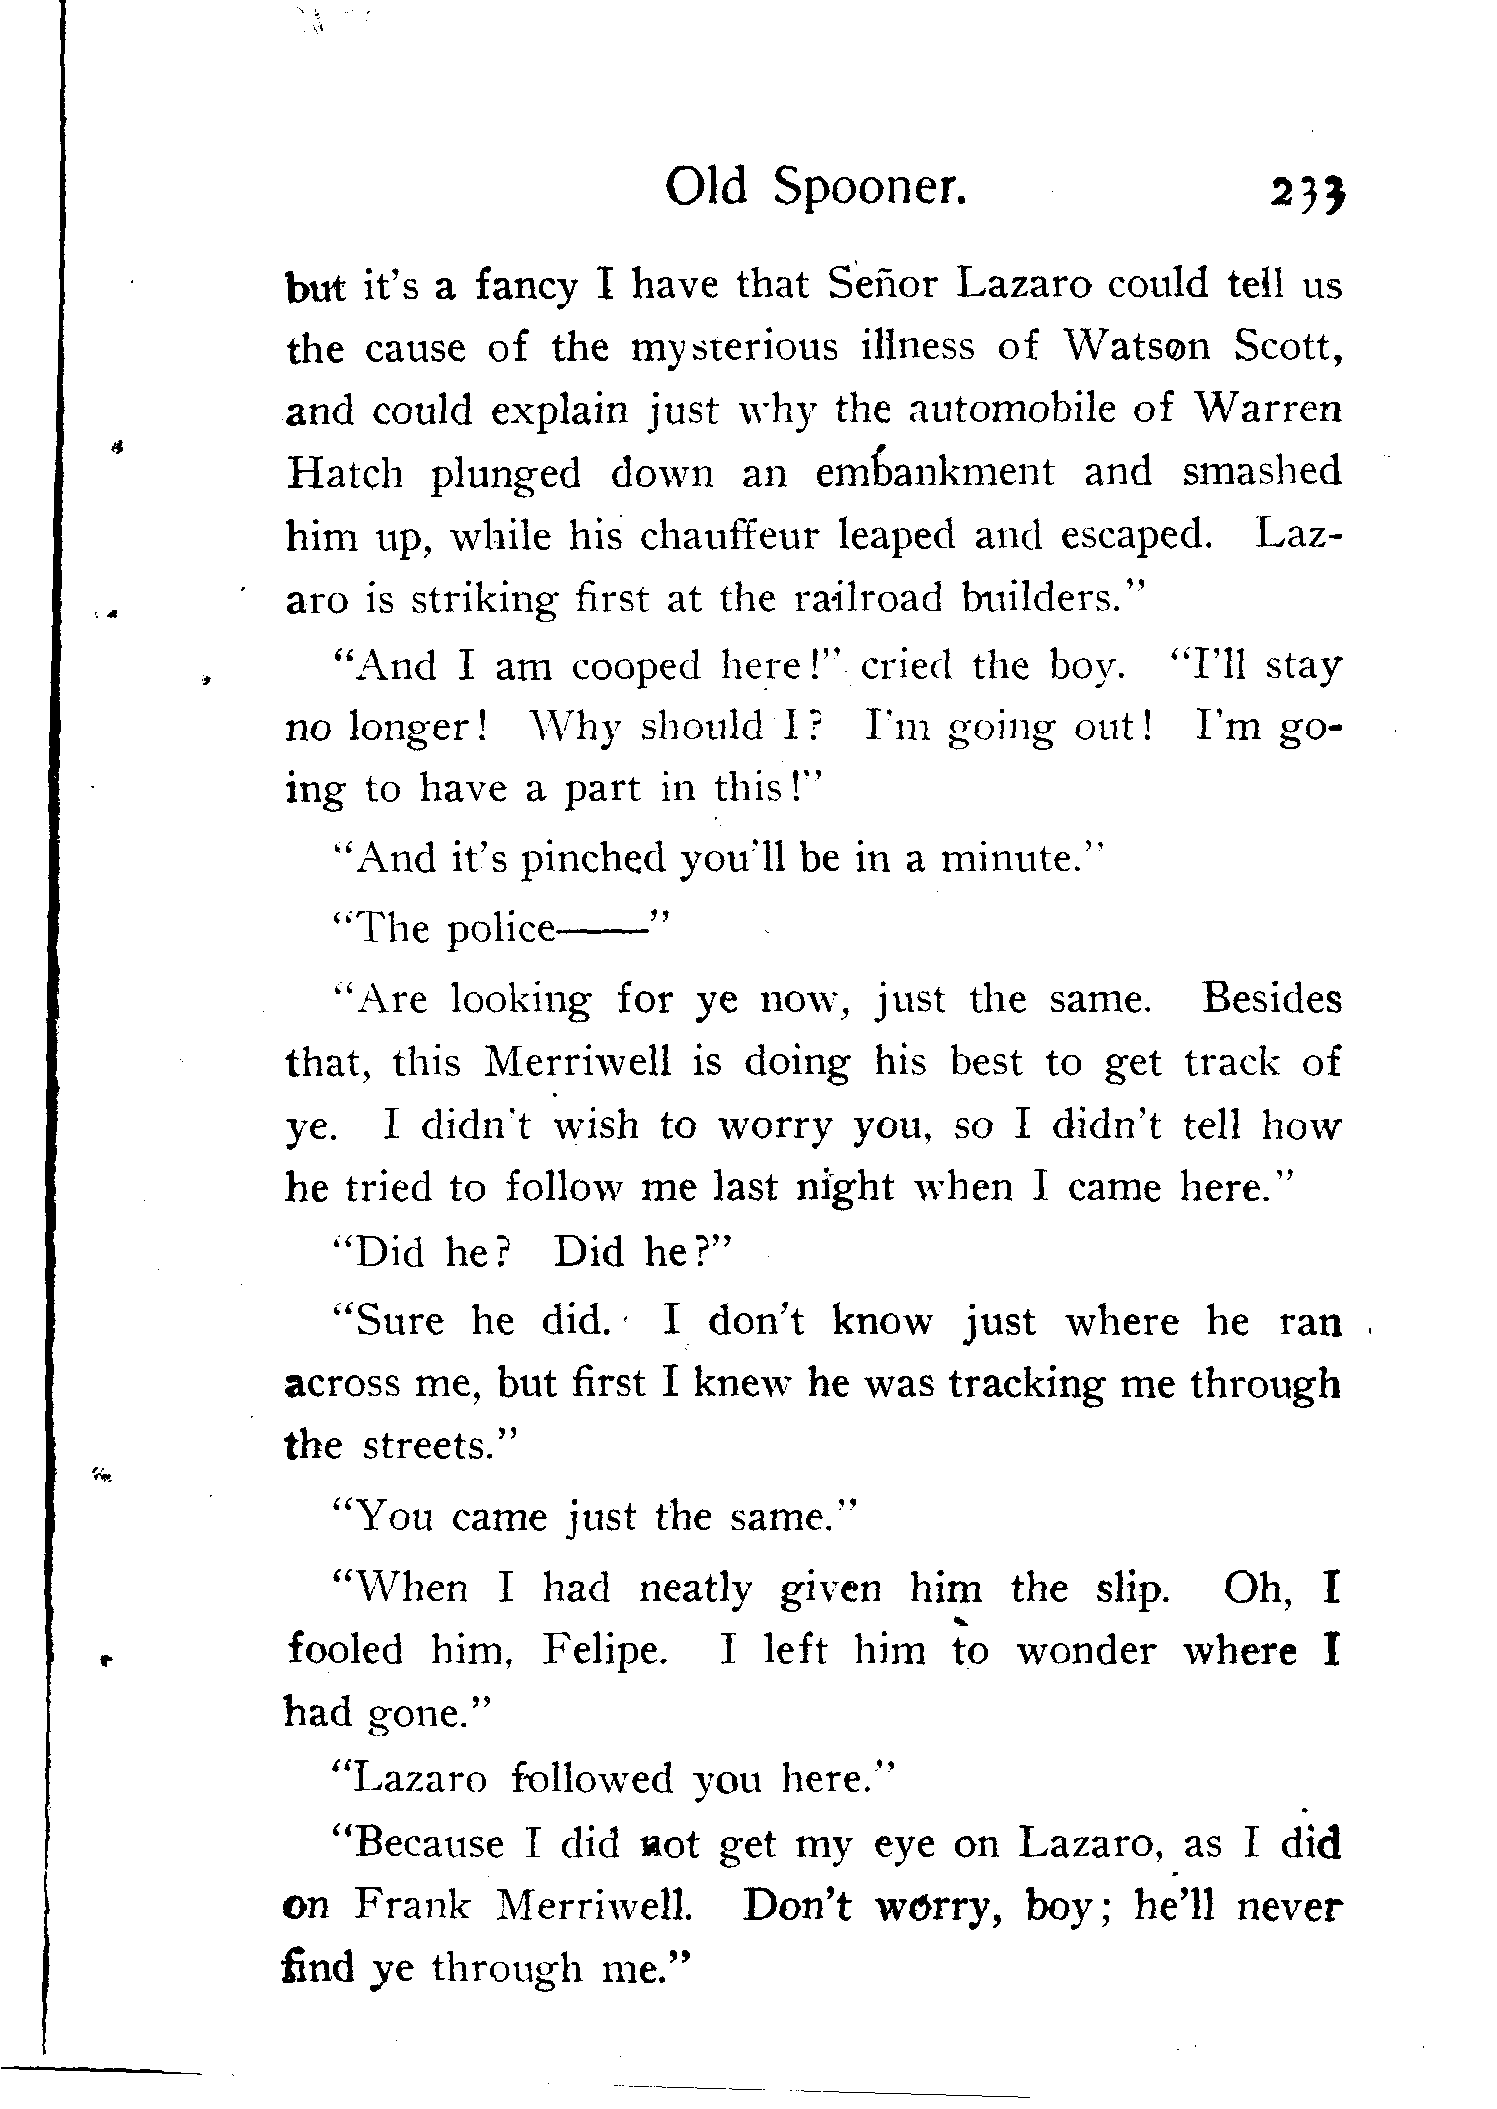 Old Spooner. 233
but it's a fancy I have that Señor Lazaro could tell us
the cause of the mysterious illness of Watson Scott,
and could explain just why the automobile of Warren
Hatch plunged down an embankment and smashed
him up, while his chauffeur leaped and escaped. Laz-
aro is striking first at the railroad builders."
"And I am cooped here!" cried the boy. "I'll stay
no longer! Why should I? I'm going out! I'm go-
ing to have a part in this!"
"And it's pinched you'll be in a minute."
"The police——"
"Are looking for ye now, just the same. Besides
that, this Merriwell is doing his best to get track of
ye. I didn't wish to worry you, so I didn't tell how
he tried to follow me last night when I came here."
"Did he? Did he?"
"Sure he did. I don't know just where he ran
across me, but first I knew he was tracking me through
the streets."
"You came just the same."
"When I had neatly given him the slip. Oh, I
fooled him, Felipe. I left him to wonder where I
had gone."
"Lazaro followed you here."
"Because I did not get my eye on Lazaro, as I did
on Frank Merriwell. Don't worry, boy; he'll never
find ye through me."